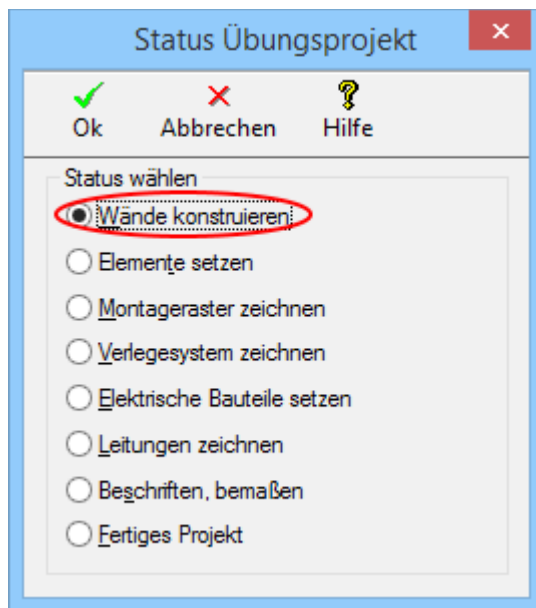 Status Übungsprojekt
Ok Abbrechen Hilfe
Status wählen
Wände konstruieren
Elemente setzen
Montageraster zeichnen
Verlegesystem zeichnen
Elektrische Bauteile setzen
Leitungen zeichnen
Beschriften, bemaßen
Fertiges Projekt